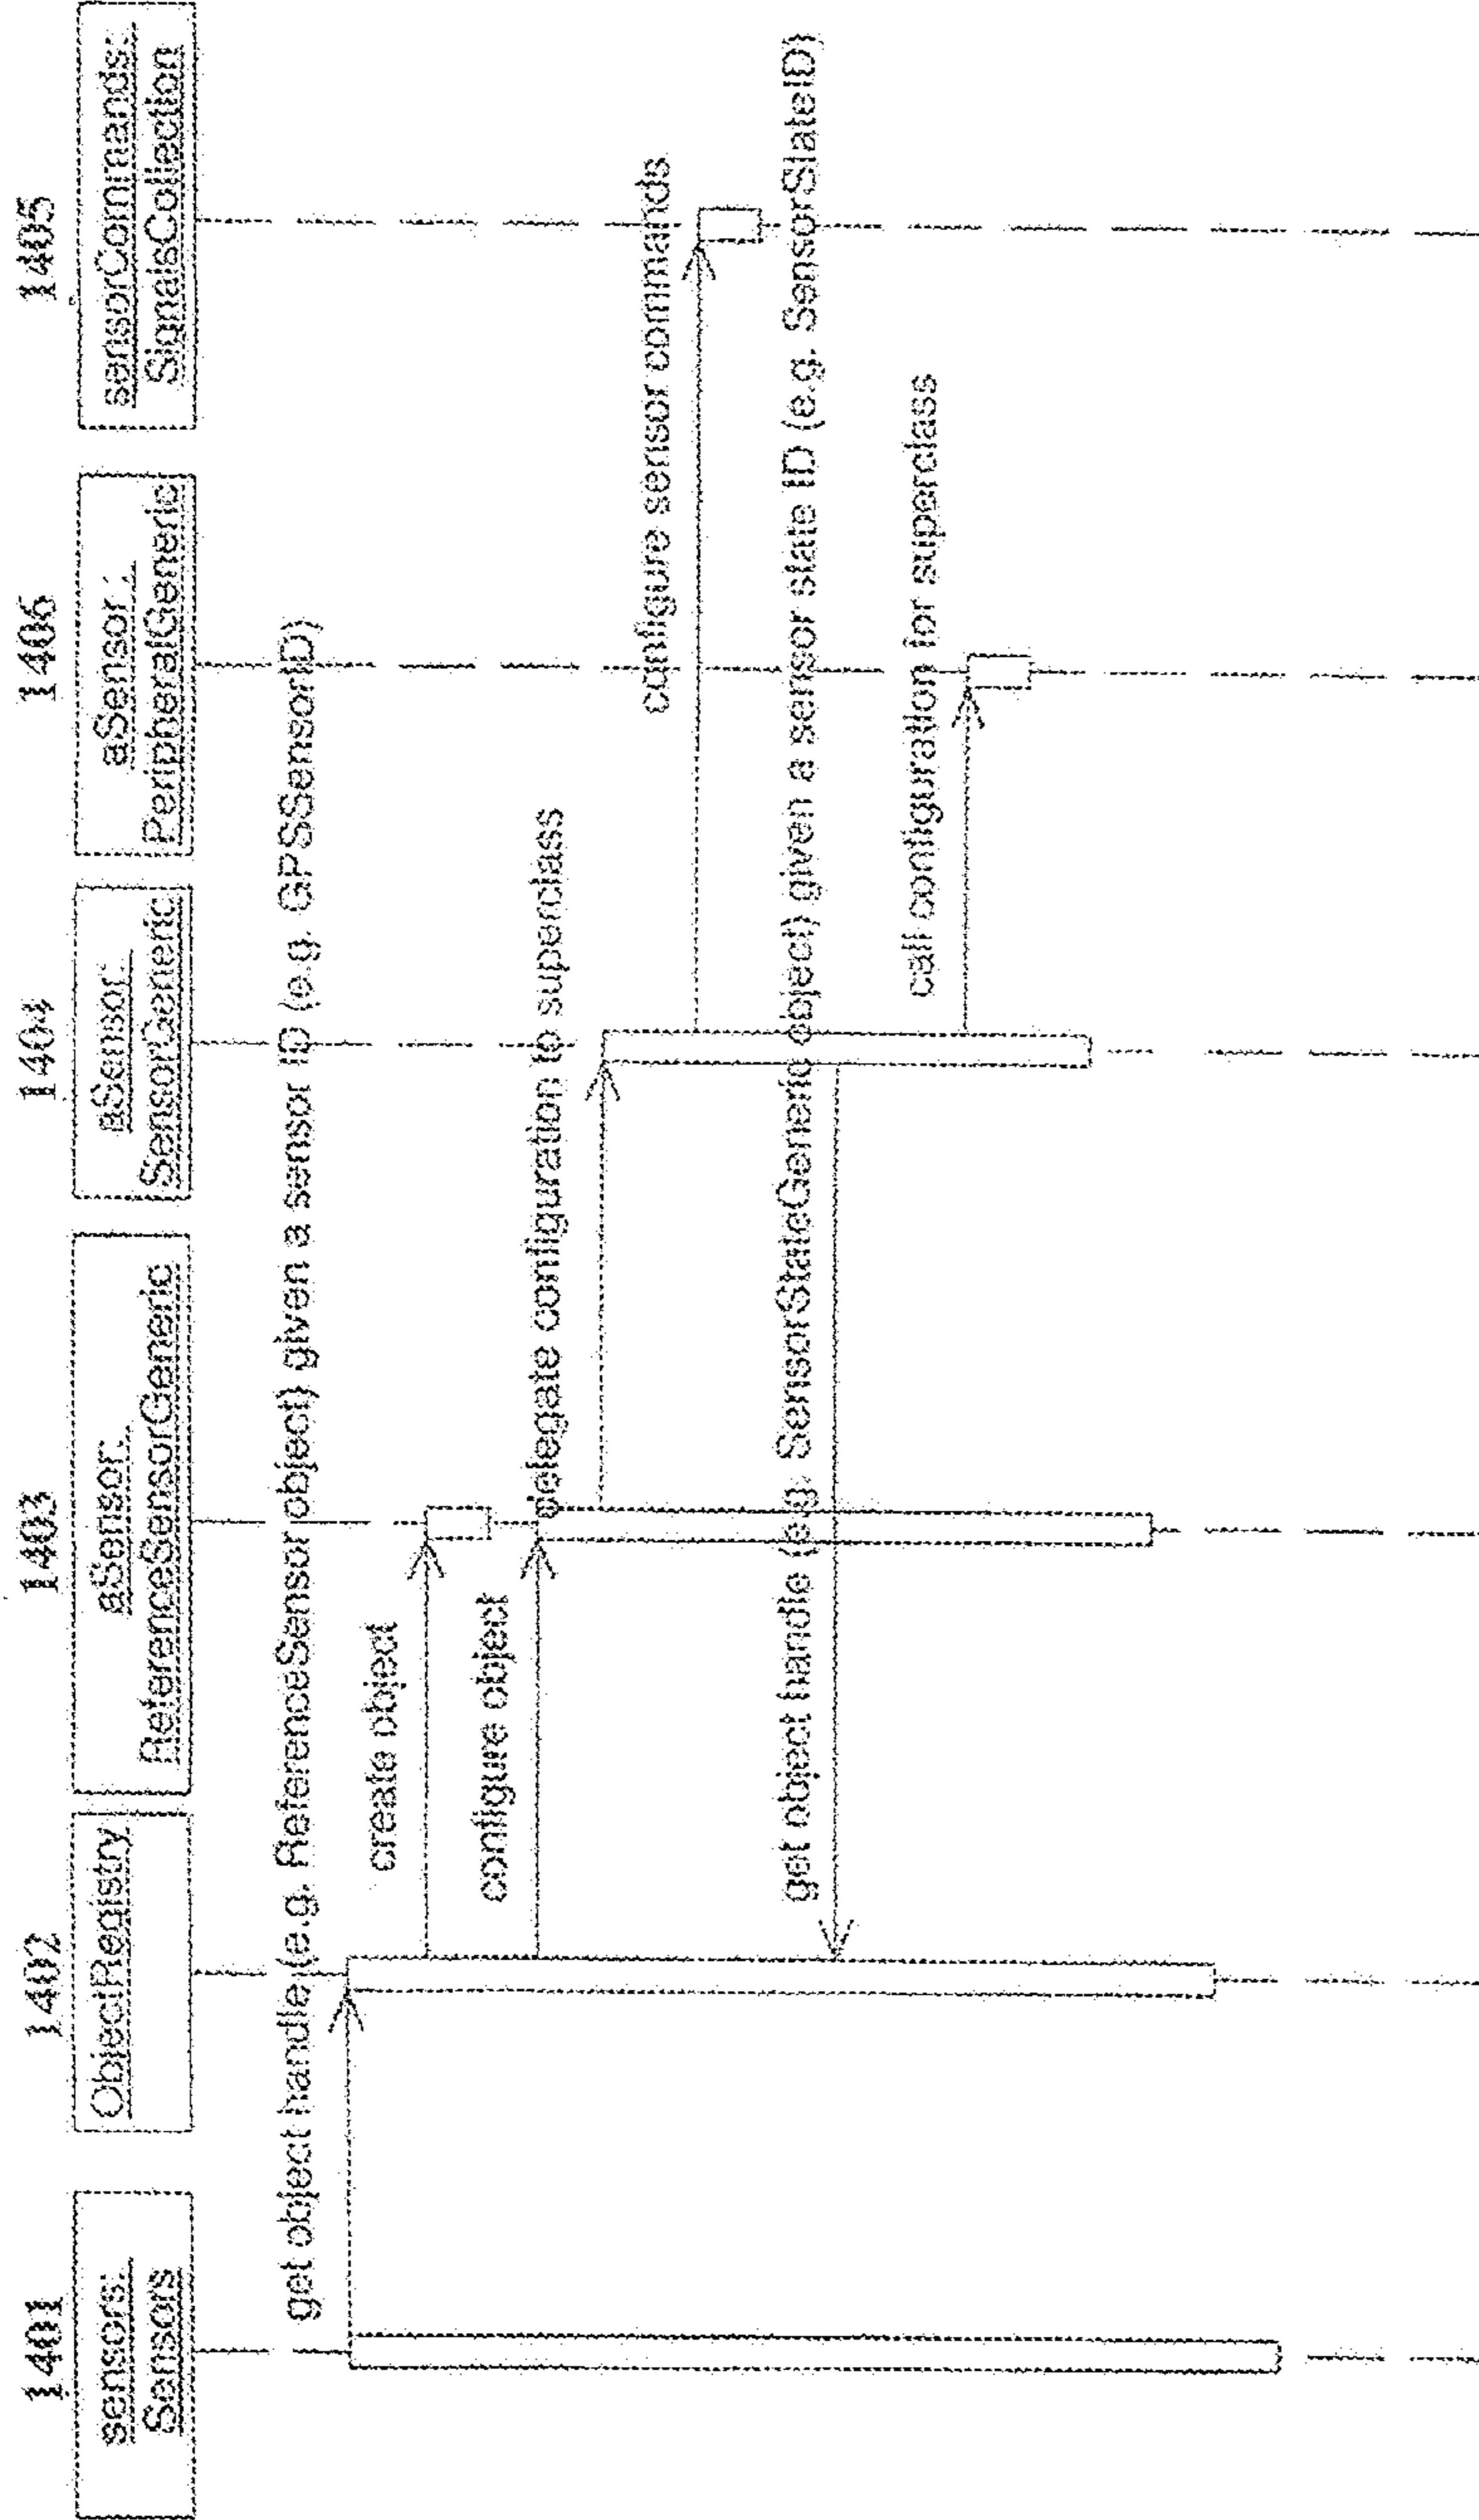 1401
1402
1403
1404
1406
1405
sensors:
Sensors
ObjectRegistry
aSensor:
ReferenceSensorGeneric
aSensor:
SensorGeneric
aSensor :
PeripheralGeneric
sensorCommands:
SignalsCollection
get object handle (e.g. ReferenceSensor object) given a sensor ID (e.g. GPSSensorID)
create object
configure object
delegate configuration to superclass
configure sensor commands
get object handle (e.g. SensorStateGeneric object) given a sensor state ID (e.g. SensorStateID)
call configuration for superclass